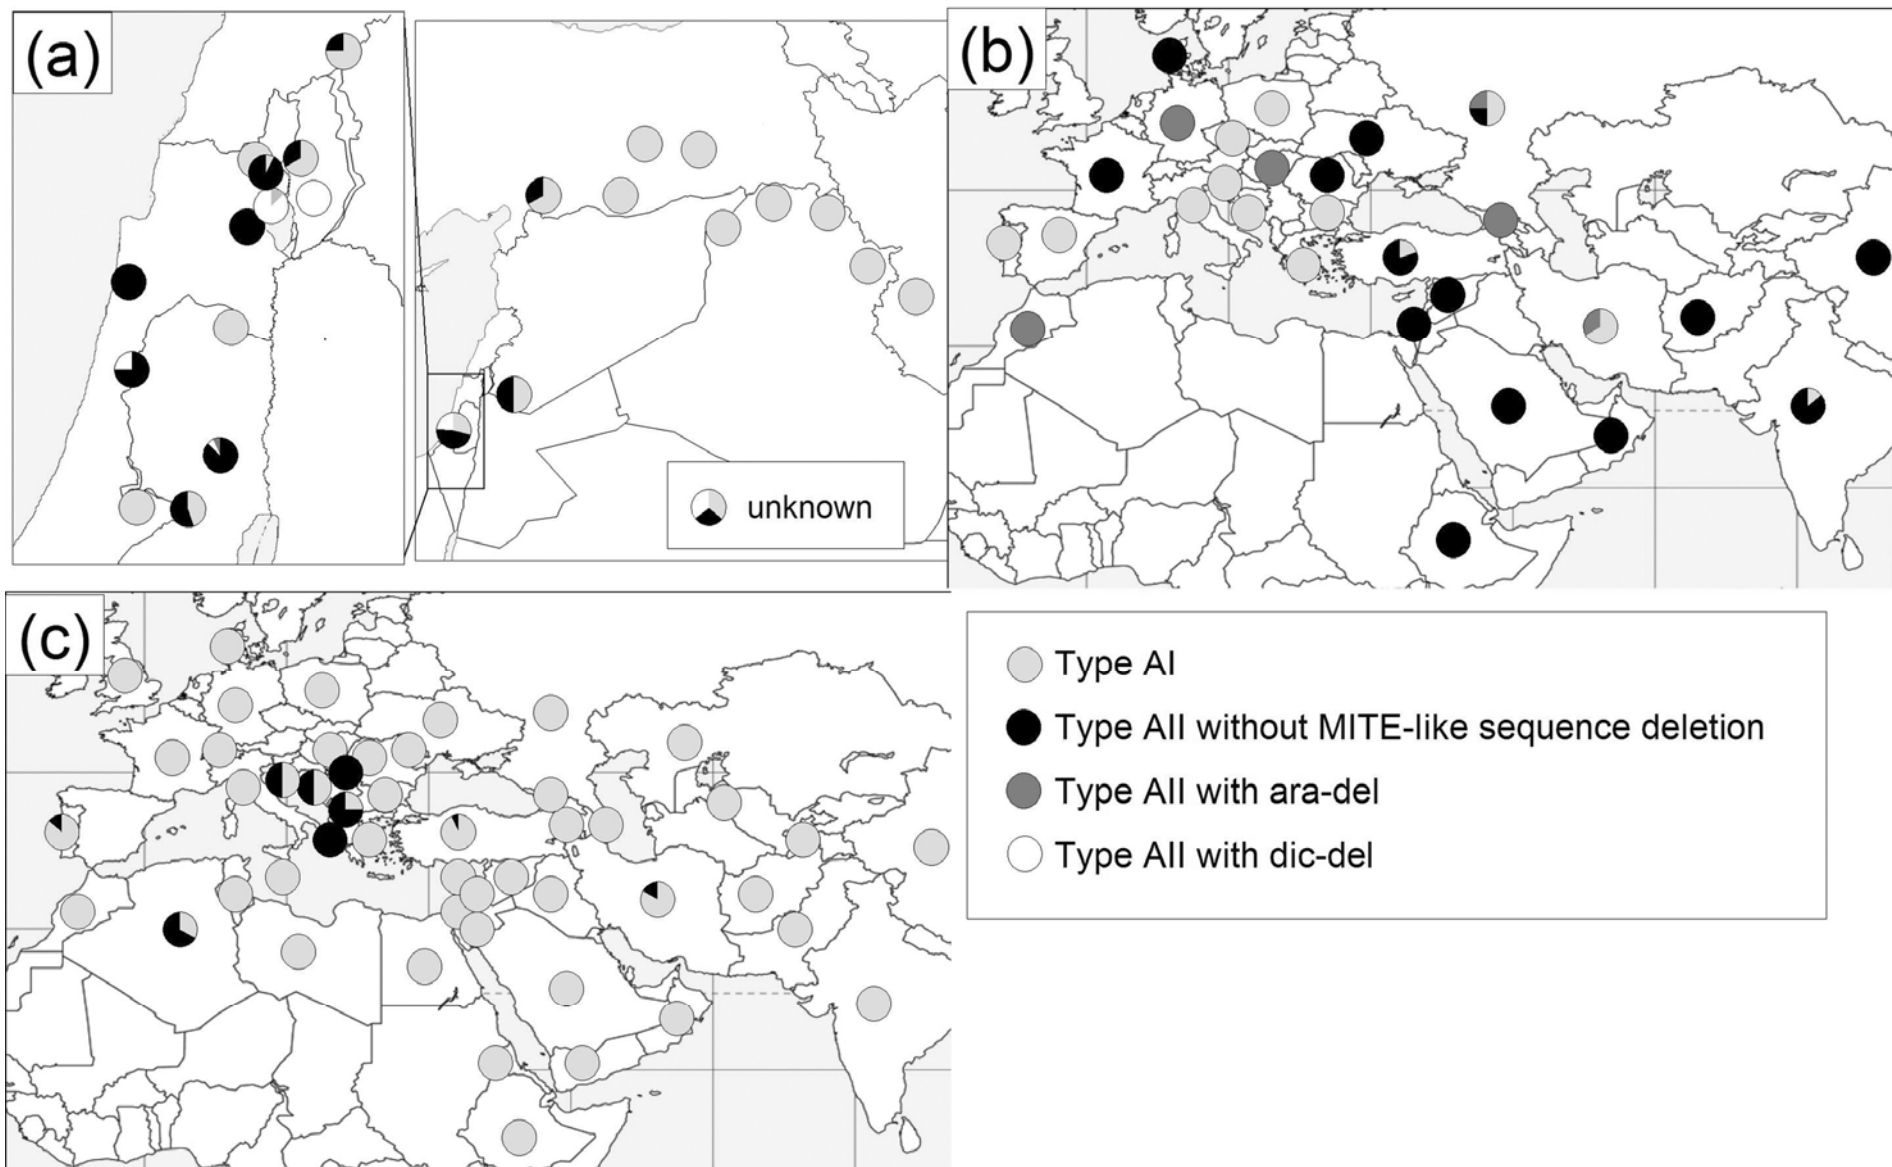 (a)
(b)
unknown
(c)
Type AI
Type AII without MITE-like sequence deletion
Type AII with ara-del
Type AII with dic-del